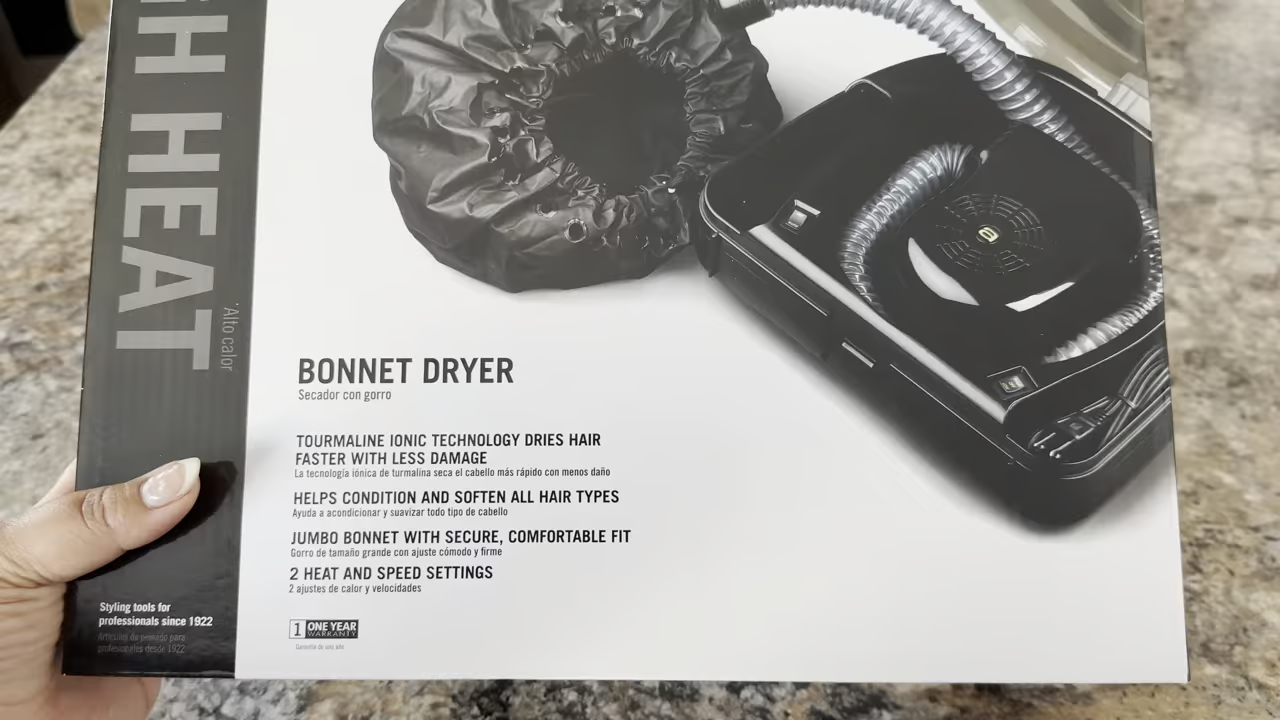 GH HEAT
Alto calor
BONNET DRYER
Secador con gorro
TOURMALINE IONIC TECHNOLOGY DRIES HAIR
FASTER WITH LESS DAMAGE
La tecnología iónica de turmalina seca el cabello más rápido con menos daño
HELPS CONDITION AND SOFTEN ALL HAIR TYPES
Ayuda a acondicionar y suavizar todo tipo de cabello
JUMBO BONNET WITH SECURE, COMFORTABLE FIT
Gorro de tamaño grande con ajuste cómodo y firme
2 HEAT AND SPEED SETTINGS
2 ajustes de calor y velocidades
1 ONE YEAR
WARRANTY
Garantía de uno año
Styling tools for
professionals since 1922
Artículos de peinado para
profesionales desde 1922
a